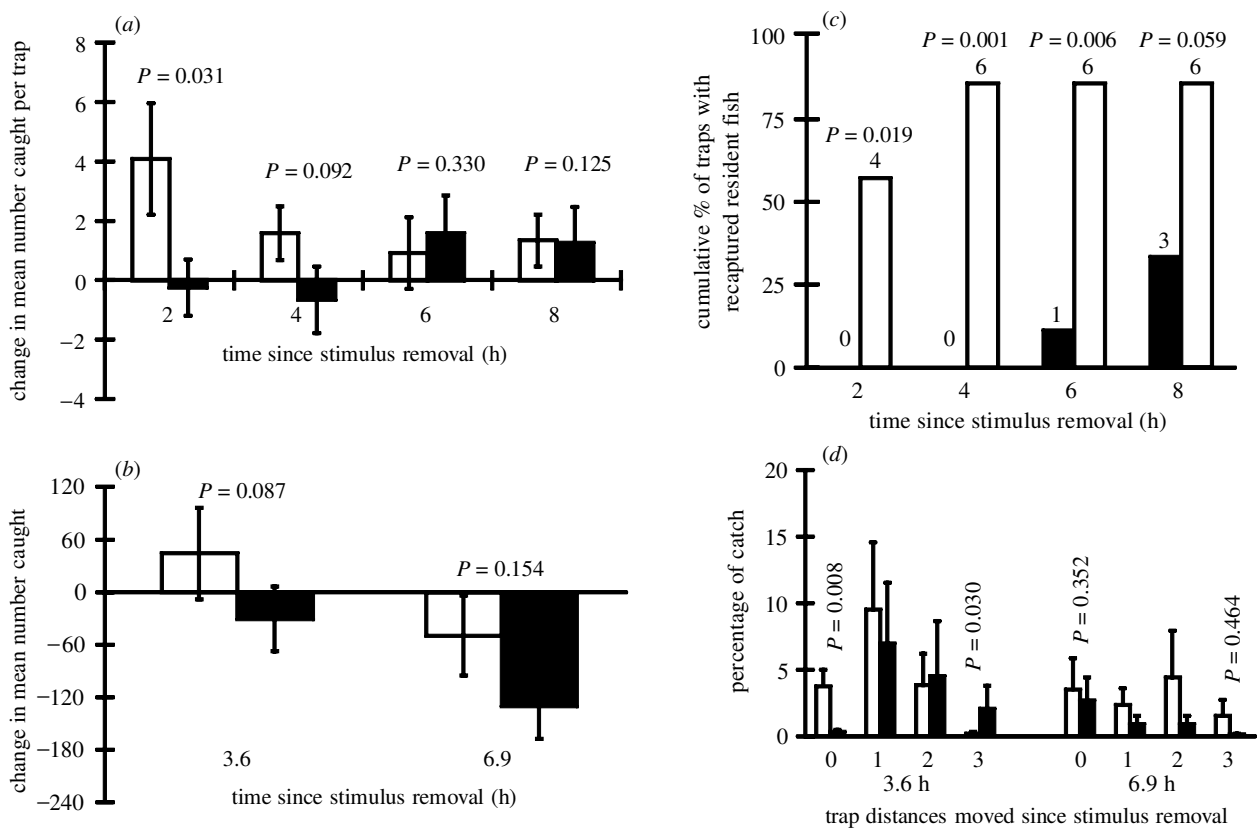 (a)
8
6
4
2
0
−2
−4
change in mean number caught per trap
P = 0.031
P = 0.092
P = 0.330
P = 0.125
2 4 6 8
time since stimulus removal (h)
(b)
120
60
0
−60
−120
−180
−240
change in mean number caught
P = 0.087
P = 0.154
3.6 6.9
time since stimulus removal (h)
(c)
100
75
50
25
0
cumulative % of traps with
recaptured resident fish
P = 0.019
P = 0.001
P = 0.006
P = 0.059
0 4 0 6 1 6 3 6
2 4 6 8
time since stimulus removal (h)
(d)
20
15
10
5
0
percentage of catch
P = 0.008
P = 0.030
P = 0.352
P = 0.464
0 1 2 3 0 1 2 3
3.6 h 6.9 h
trap distances moved since stimulus removal